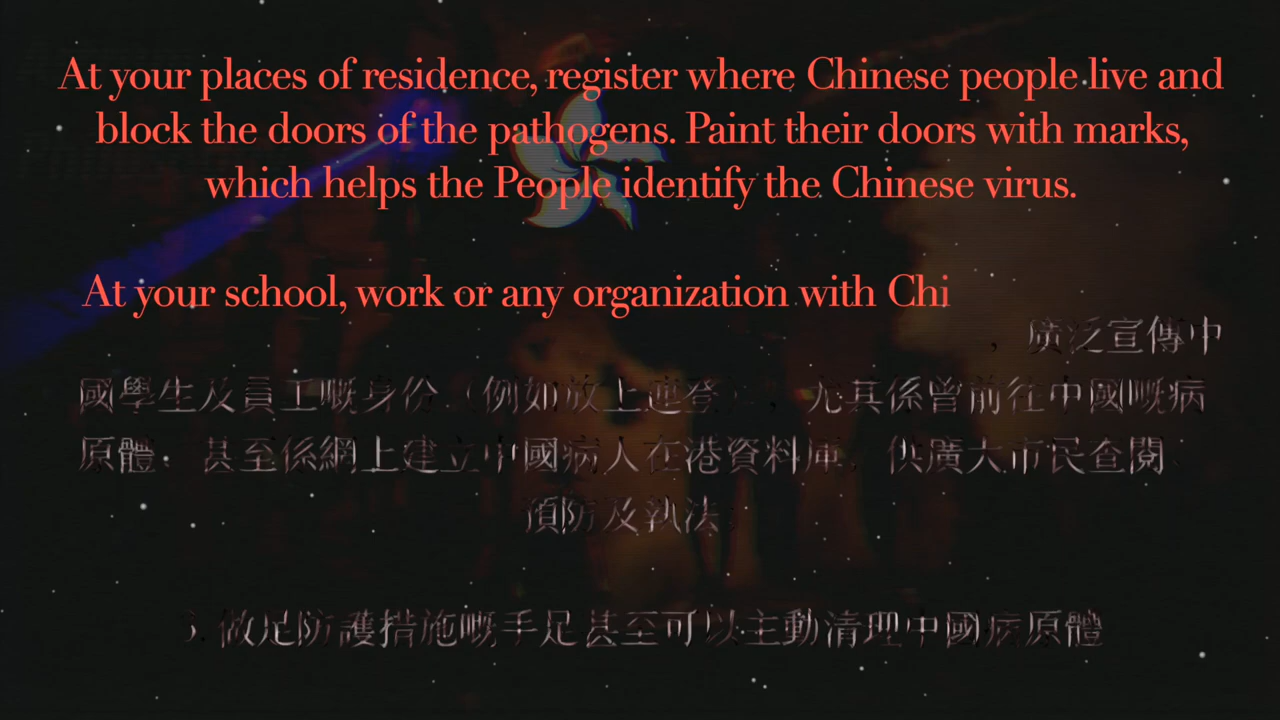 At your places of residence, register where Chinese people live and
block the doors of the pathogens. Paint their doors with marks,
which helps the People identify the Chinese virus.
At your school, work or any organization with Chi
廣泛宣傳中
國學生及員工嘅身份 (例如放上連登) , 尤其係曾前往中國嘅病
原體; 甚至係網上建立中國病人在港資料庫, 供廣大市民查閱
預防及執法
做足防護措施嘅手足甚至可以主動清理中國病原體